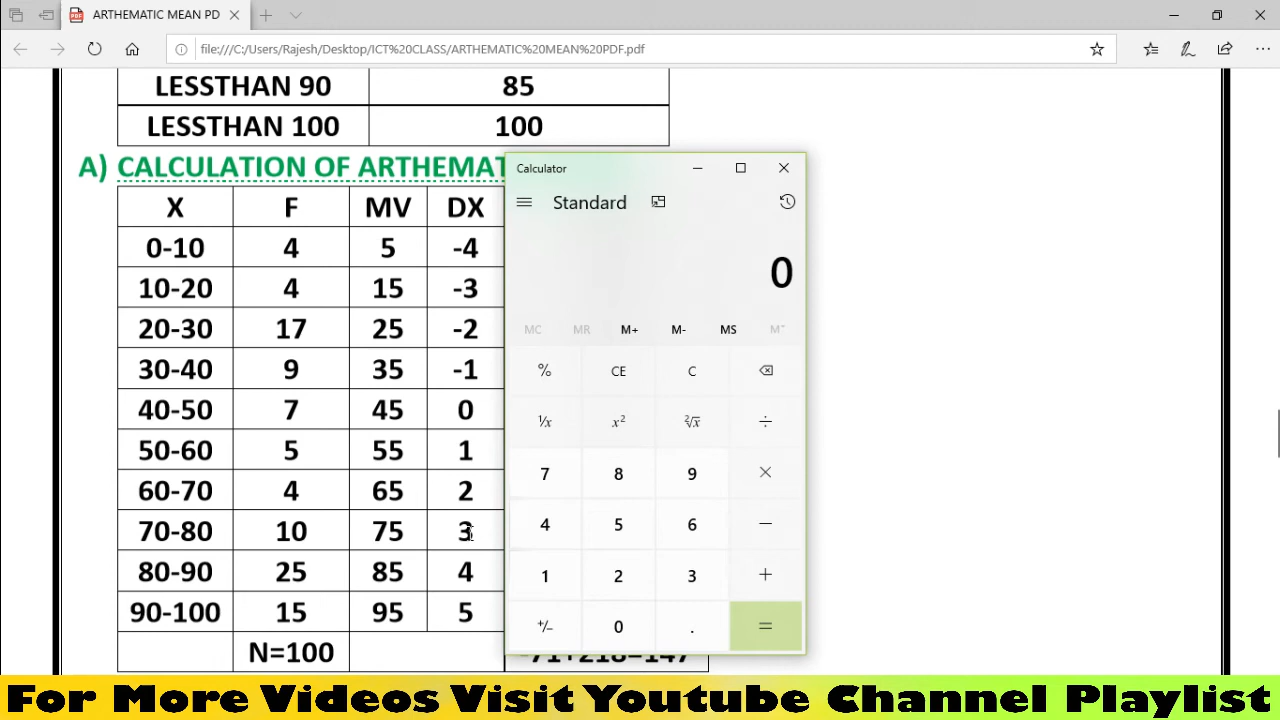 ARTHEMATIC MEAN PD
file:///C:/Users/Rajesh/Desktop/ICT%20CLASS/ARTHEMATIC%20MEAN%20PDF.pdf
LESSTHAN 90 85
LESSTHAN 100 100
A) CALCULATION OF ARTHEMAT
X F MV DX
0-10 4 5 -4
10-20 4 15 -3
20-30 17 25 -2
30-40 9 35 -1
40-50 7 45 0
50-60 5 55 1
60-70 4 65 2
70-80 10 75 3
80-90 25 85 4
90-100 15 95 5
N=100 -71+218=147
Calculator
Standard
0
MC MR M+ M- MS M˅
% CE C
⅟x x² ²√x ÷
7 8 9 ×
4 5 6 −
1 2 3 +
+/− 0 . =
For More Videos Visit Youtube Channel Playlist